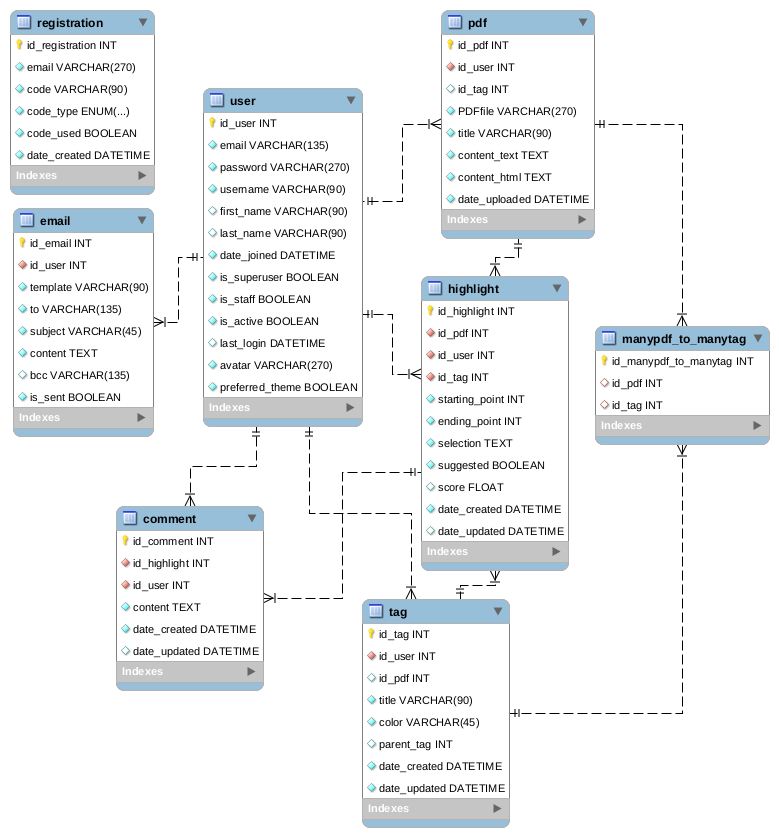 registration
id_registration INT
email VARCHAR(270)
code VARCHAR(90)
code_type ENUM(...)
code_used BOOLEAN
date_created DATETIME
Indexes
email
id_email INT
id_user INT
template VARCHAR(90)
to VARCHAR(135)
subject VARCHAR(45)
content TEXT
bcc VARCHAR(135)
is_sent BOOLEAN
Indexes
user
id_user INT
email VARCHAR(135)
password VARCHAR(270)
username VARCHAR(90)
first_name VARCHAR(90)
last_name VARCHAR(90)
date_joined DATETIME
is_superuser BOOLEAN
is_staff BOOLEAN
is_active BOOLEAN
last_login DATETIME
avatar VARCHAR(270)
preferred_theme BOOLEAN
Indexes
pdf
id_pdf INT
id_user INT
id_tag INT
PDFfile VARCHAR(270)
title VARCHAR(90)
content_text TEXT
content_html TEXT
date_uploaded DATETIME
Indexes
highlight
id_highlight INT
id_pdf INT
id_user INT
id_tag INT
starting_point INT
ending_point INT
selection TEXT
suggested BOOLEAN
score FLOAT
date_created DATETIME
date_updated DATETIME
Indexes
manypdf_to_manytag
id_manypdf_to_manytag INT
id_pdf INT
id_tag INT
Indexes
comment
id_comment INT
id_highlight INT
id_user INT
content TEXT
date_created DATETIME
date_updated DATETIME
Indexes
tag
id_tag INT
id_user INT
id_pdf INT
title VARCHAR(90)
color VARCHAR(45)
parent_tag INT
date_created DATETIME
date_updated DATETIME
Indexes